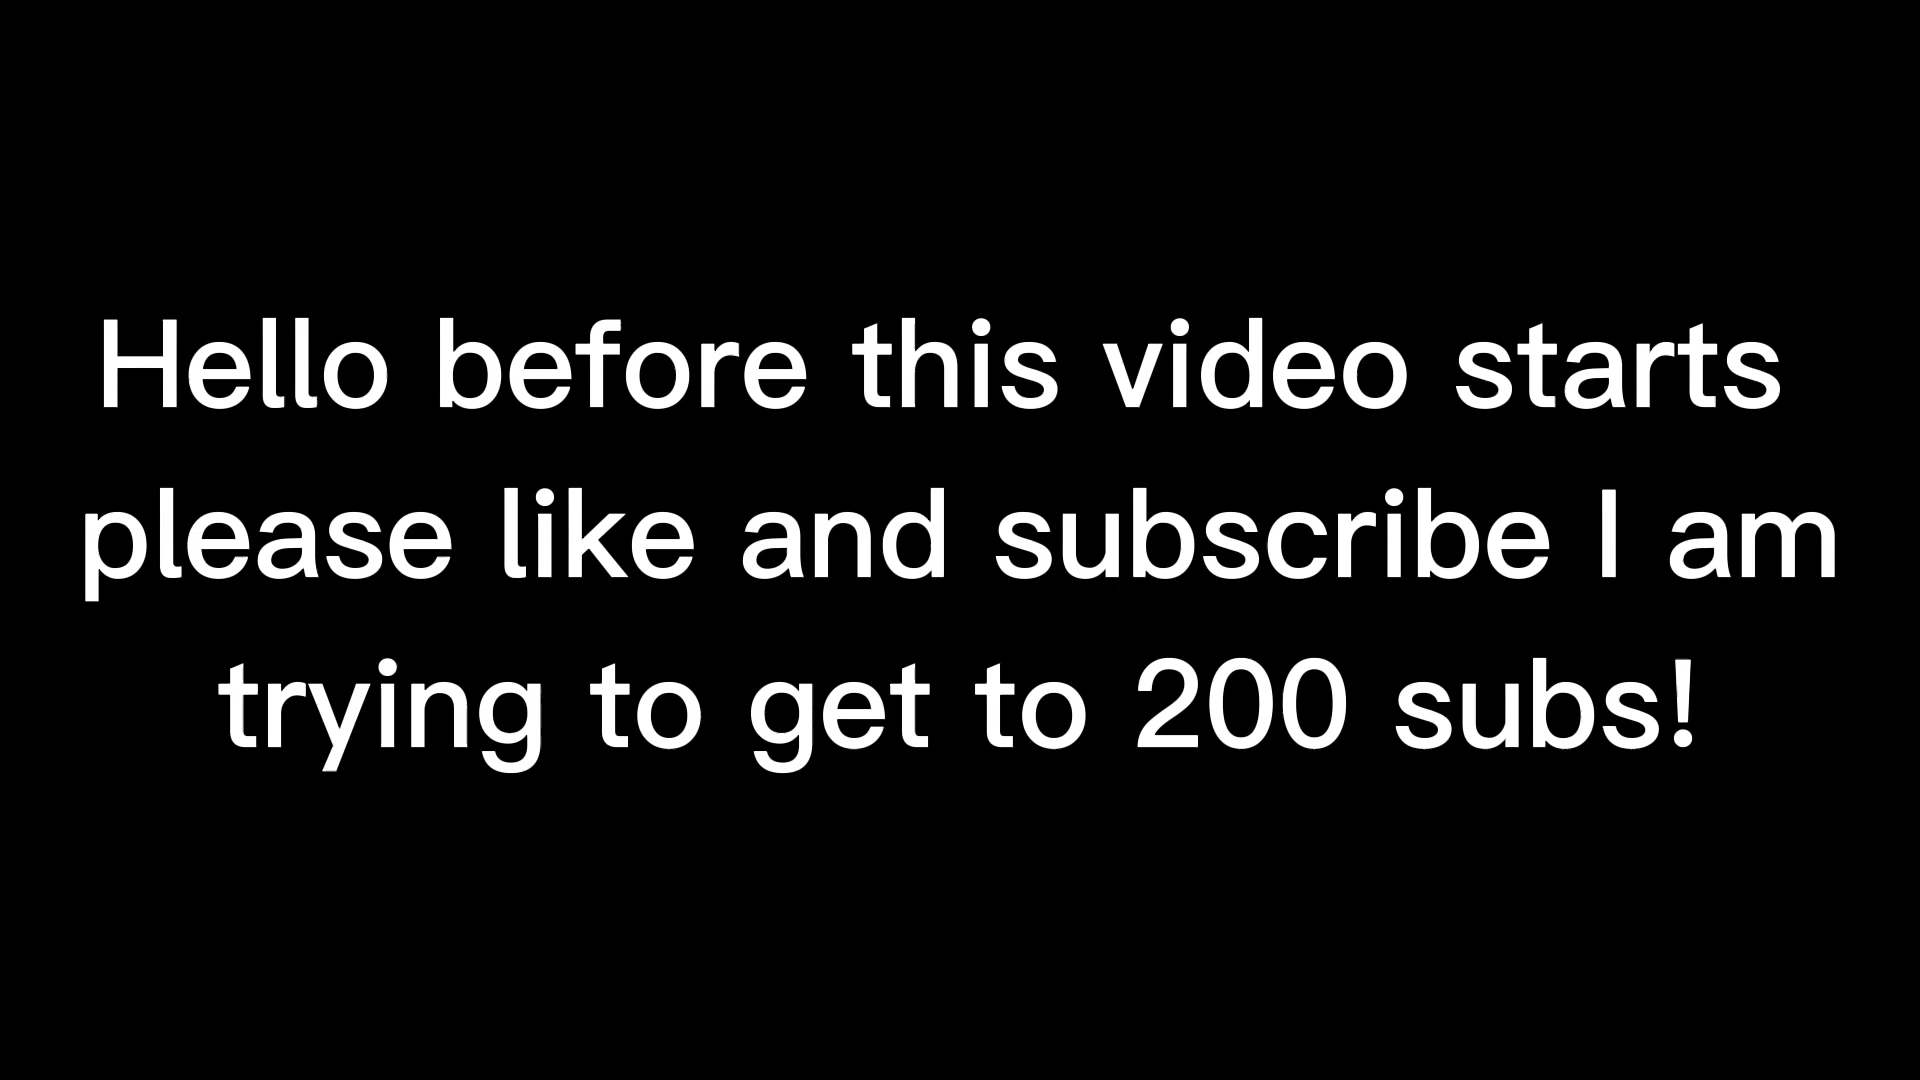 Hello before this video starts
please like and subscribe I am
trying to get to 200 subs!